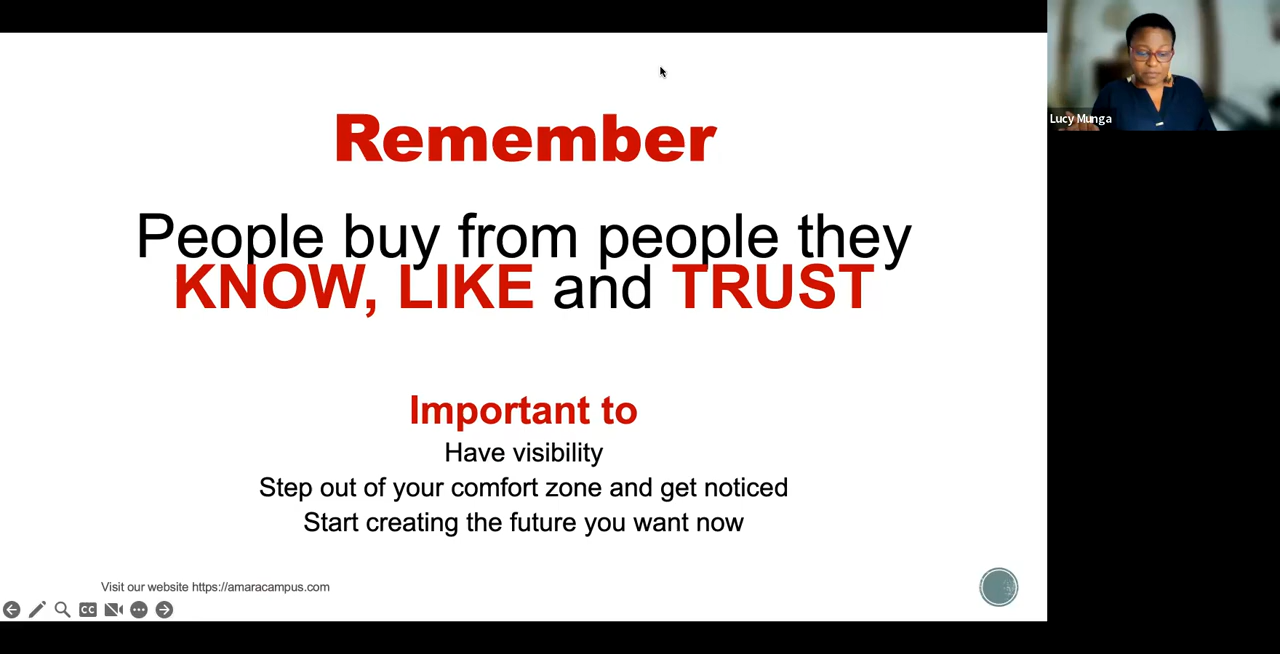 Remember
People buy from people they
KNOW, LIKE and TRUST
Important to
Have visibility
Step out of your comfort zone and get noticed
Start creating the future you want now
Visit our website https://amaracampus.com
CC
Lucy Munga